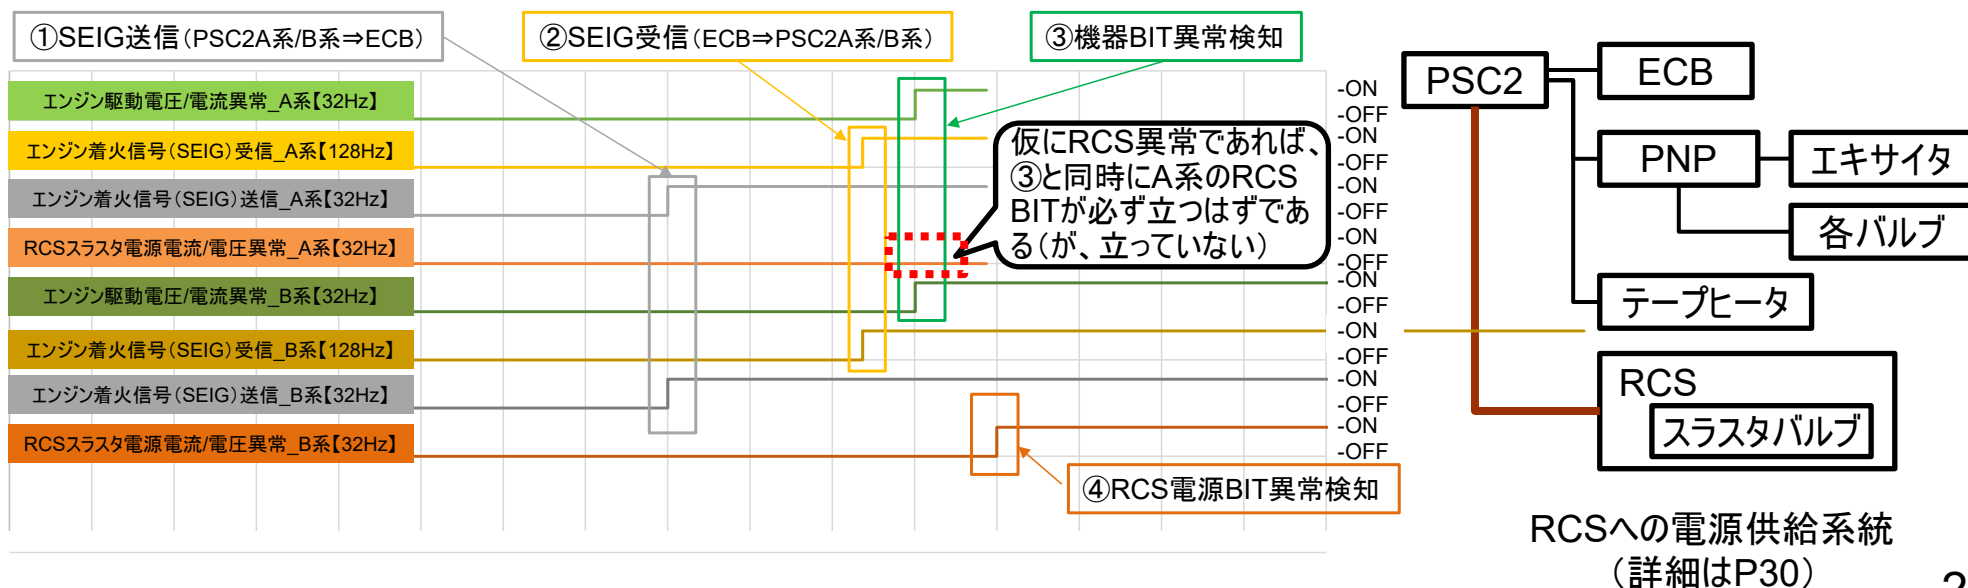 ①SEIG送信(PSC2A系/B系⇒ECB)
②SEIG受信(ECB⇒PSC2A系/B系)
③機器BIT異常検知
エンジン駆動電圧/電流異常_A系【32Hz】
エンジン着火信号(SEIG)受信_A系【128Hz】
エンジン着火信号(SEIG)送信_A系【32Hz】
RCSスラスタ電源電流/電圧異常_A系【32Hz】
エンジン駆動電圧/電流異常_B系【32Hz】
エンジン着火信号(SEIG)受信_B系【128Hz】
エンジン着火信号(SEIG)送信_B系【32Hz】
RCSスラスタ電源電流/電圧異常_B系【32Hz】
仮にRCS異常であれば、
③と同時にA系のRCS
BITが必ず立つはずであ
る(が、立っていない)
-ON
-OFF
-ON
-OFF
-ON
-OFF
-ON
-OFF
-ON
-OFF
-ON
-OFF
-ON
-OFF
-ON
-OFF
④RCS電源BIT異常検知
PSC2
ECB
PNP
エキサイタ
各バルブ
テープヒータ
RCS
スラスタバルブ
RCSへの電源供給系統
(詳細はP30)